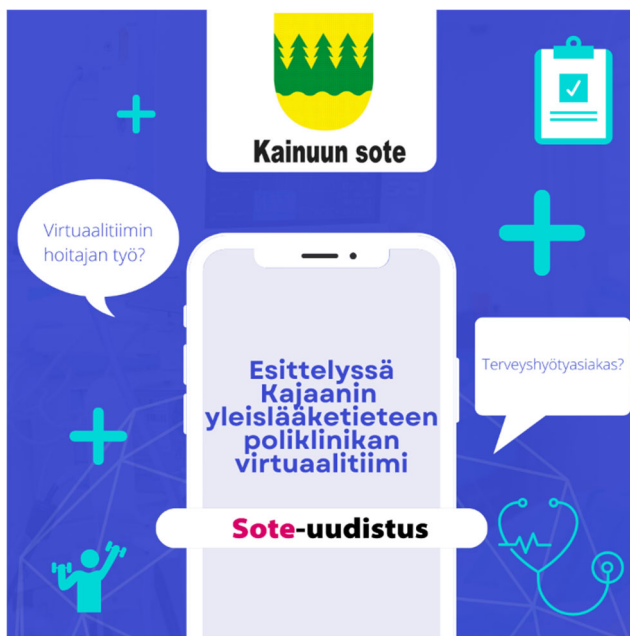 Kainuun sote
Virtuaalitiimin
hoitajan työ?
Terveyshyötyasiakas?
Esittelyssä
Kajaanin
yleislääketieteen
poliklinikan
virtuaalitiimi
Sote-uudistus